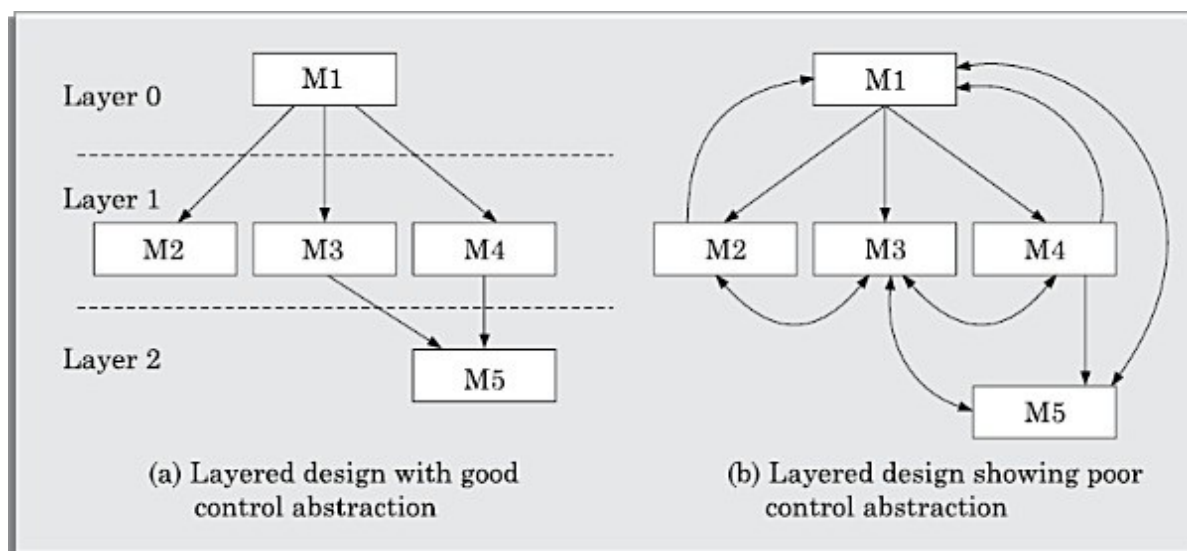 Layer 0
M1
Layer 1
M2
M3
M4
Layer 2
M5
(a) Layered design with good
control abstraction
M1
M2
M3
M4
M5
(b) Layered design showing poor
control abstraction